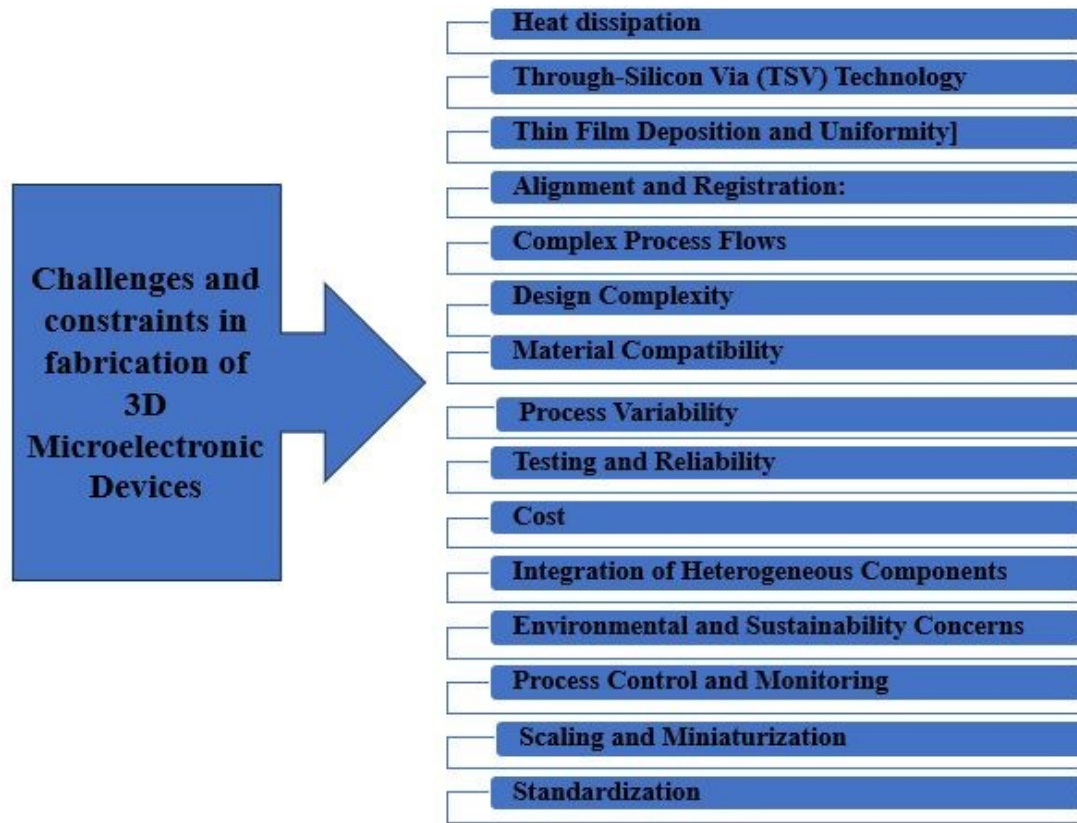 Challenges and
constraints in
fabrication of
3D
Microelectronic
Devices
Heat dissipation
Through-Silicon Via (TSV) Technology
Thin Film Deposition and Uniformity]
Alignment and Registration:
Complex Process Flows
Design Complexity
Material Compatibility
Process Variability
Testing and Reliability
Cost
Integration of Heterogeneous Components
Environmental and Sustainability Concerns
Process Control and Monitoring
Scaling and Miniaturization
Standardization